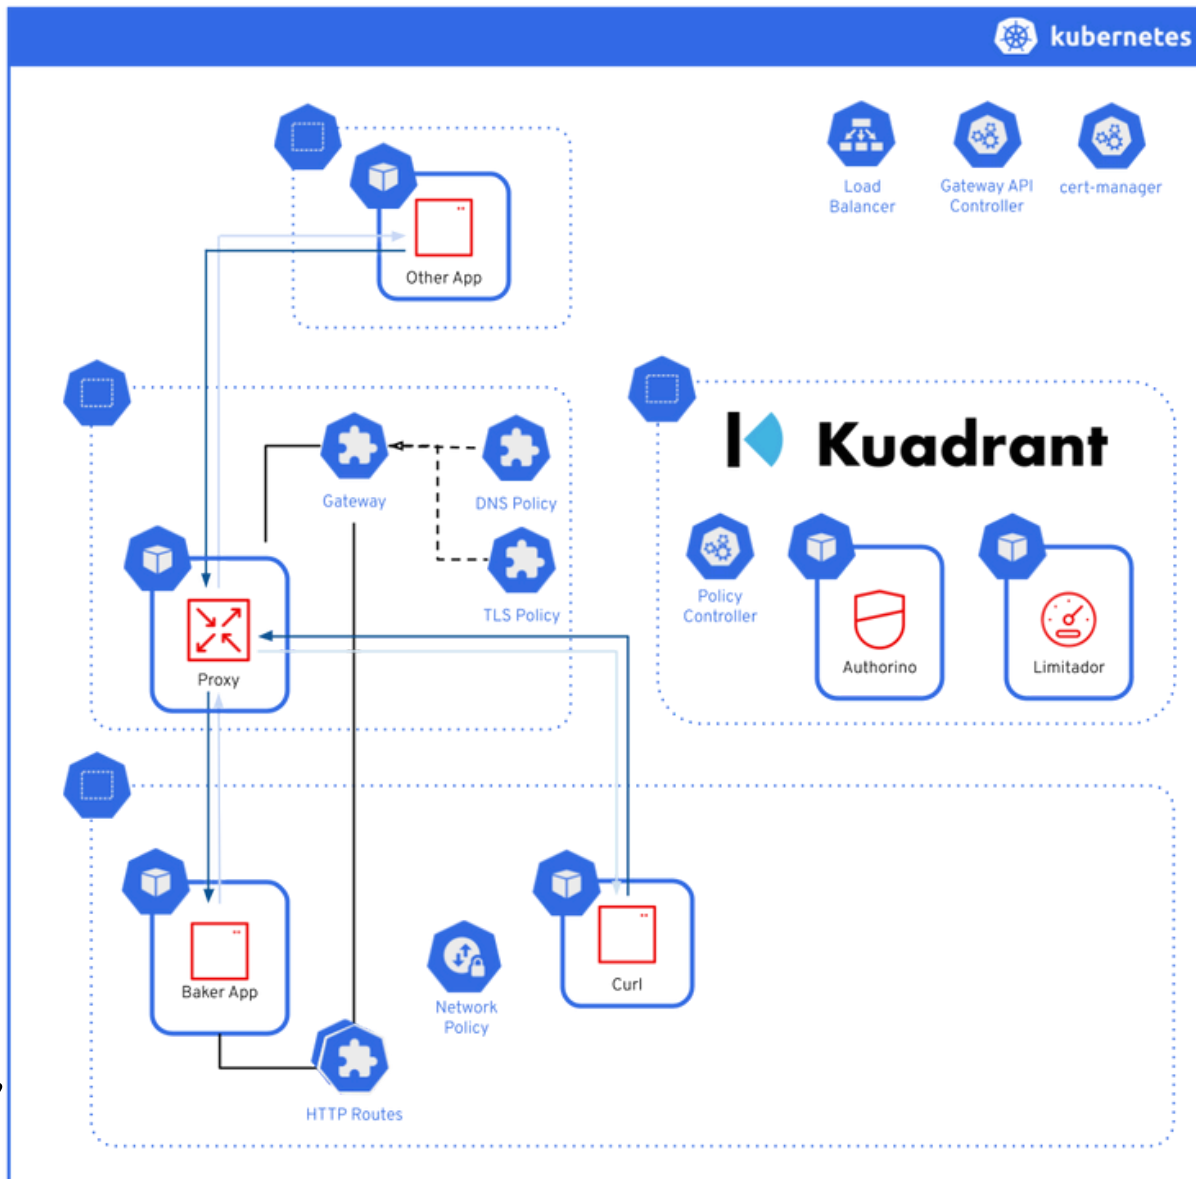 kubernetes
Load
Balancer
Gateway API
Controller
cert-manager
Other App
Gateway
DNS Policy
TLS Policy
Proxy
Kuadrant
Policy
Controller
Authorino
Limitador
Baker App
Network
Policy
Curl
HTTP Routes